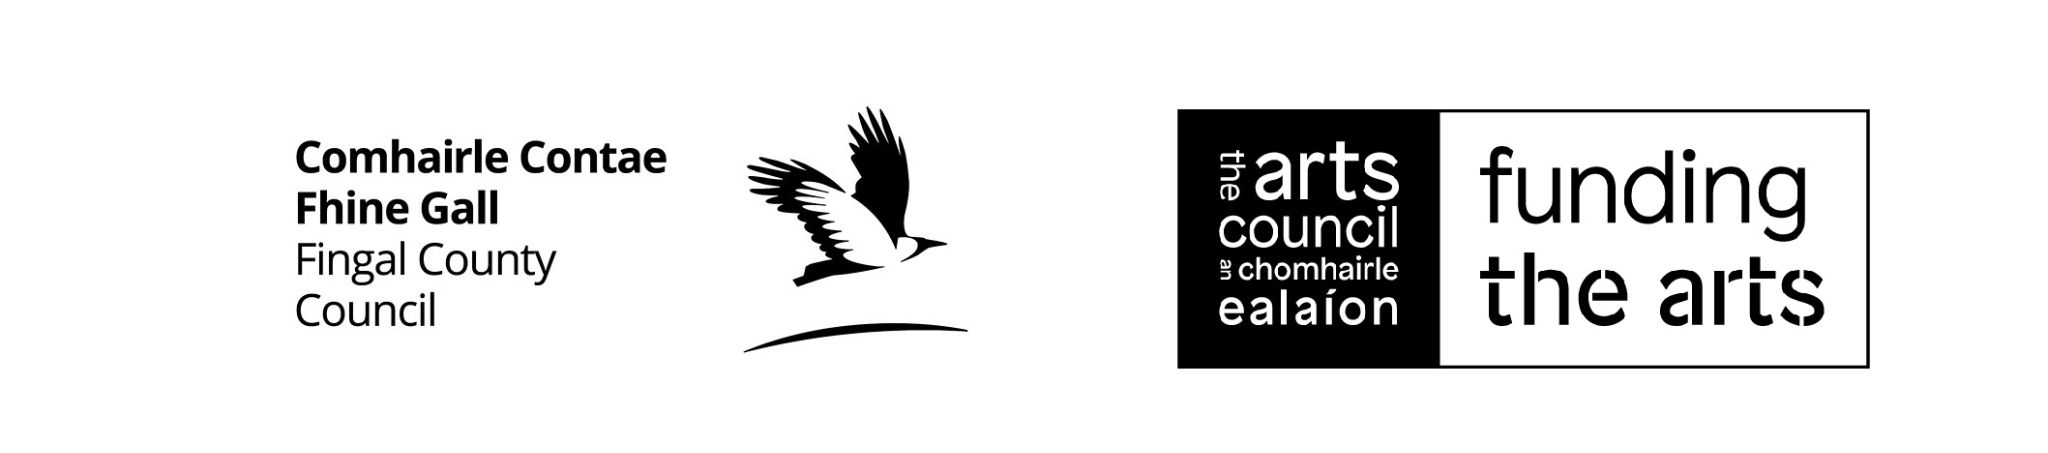 Comhairle Contae
Fhine Gall
Fingal County
Council
the arts
council
an chomhairle
ealaíon
funding
the arts